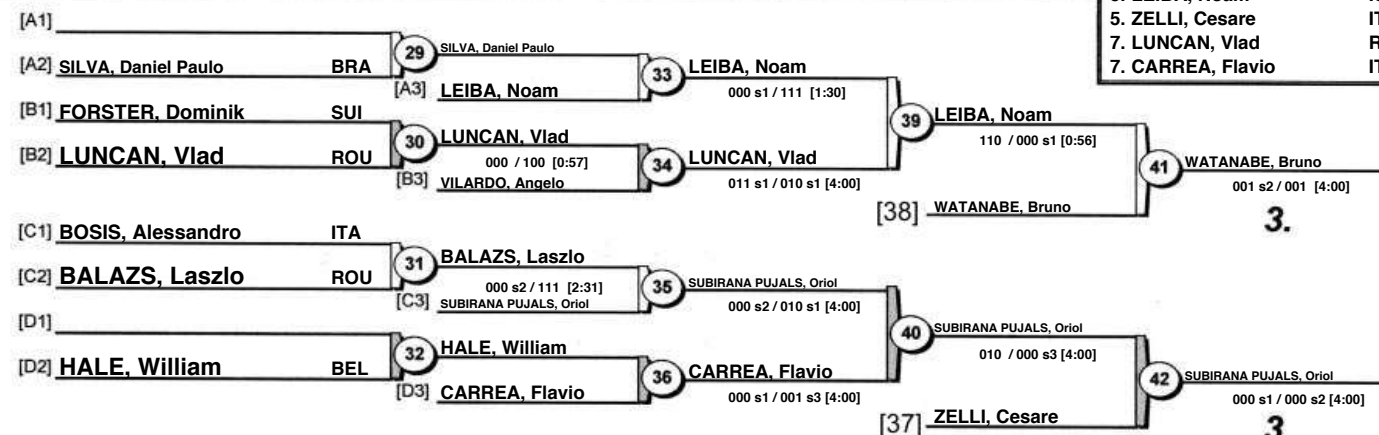 5. ZELLI, Cesare
7. LUNCAN, Vlad
7. CARREA, Flavio
[A1]
[A2] SILVA, Daniel Paulo BRA
29 SILVA, Daniel Paulo
[A3] LEIBA, Noam
33 LEIBA, Noam
000 s1 / 111 [1:30]
[B1] FORSTER, Dominik SUI
[B2] LUNCAN, Vlad ROU
30 LUNCAN, Vlad
000 / 100 [0:57]
[B3] VILARDO, Angelo
34 LUNCAN, Vlad
011 s1 / 010 s1 [4:00]
39 LEIBA, Noam
110 / 000 s1 [0:56]
[38] WATANABE, Bruno
41 WATANABE, Bruno
001 s2 / 001 [4:00]
3.
[C1] BOSIS, Alessandro ITA
[C2] BALAZS, Laszlo ROU
31 BALAZS, Laszlo
000 s2 / 111 [2:31]
[C3] SUBIRANA PUJALS, Oriol
35 SUBIRANA PUJALS, Oriol
000 s2 / 010 s1 [4:00]
[D1]
[D2] HALE, William BEL
32 HALE, William
[D3] CARREA, Flavio
36 CARREA, Flavio
000 s1 / 001 s3 [4:00]
40 SUBIRANA PUJALS, Oriol
010 / 000 s3 [4:00]
[37] ZELLI, Cesare
42 SUBIRANA PUJALS, Oriol
000 s1 / 000 s2 [4:00]
3